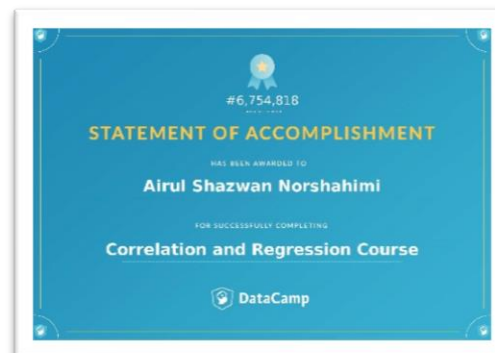 #6,754,818
STATEMENT OF ACCOMPLISHMENT
HAS BEEN AWARDED TO
Airul Shazwan Norshahimi
FOR SUCCESSFULLY COMPLETING
Correlation and Regression Course
DataCamp